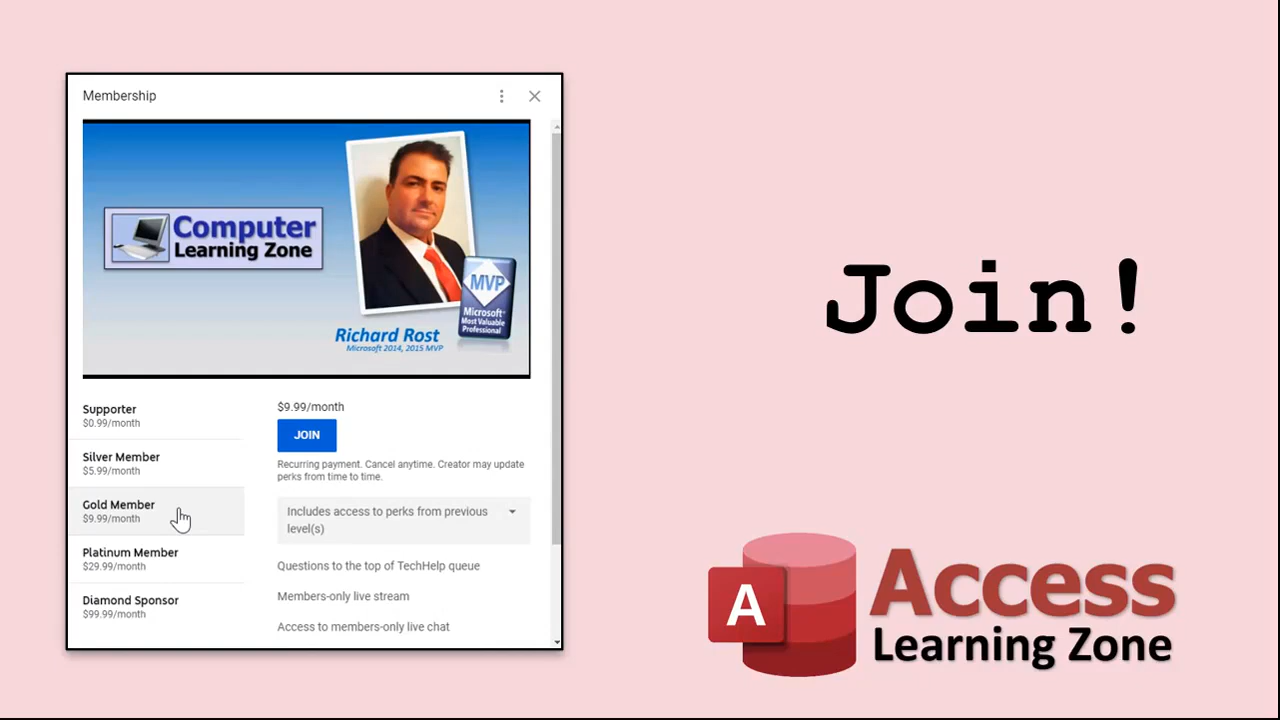 Membership
Computer
Learning Zone
MVP
Microsoft®
Most Valuable
Professional
Richard Rost
Microsoft 2014, 2015 MVP
Supporter
$0.99/month
Silver Member
$5.99/month
Gold Member
$9.99/month
Platinum Member
$29.99/month
Diamond Sponsor
$99.99/month
$9.99/month
JOIN
Recurring payment. Cancel anytime. Creator may update
perks from time to time.
Includes access to perks from previous
level(s)
Questions to the top of TechHelp queue
Members-only live stream
Access to members-only live chat
Join!
A
Access
Learning Zone